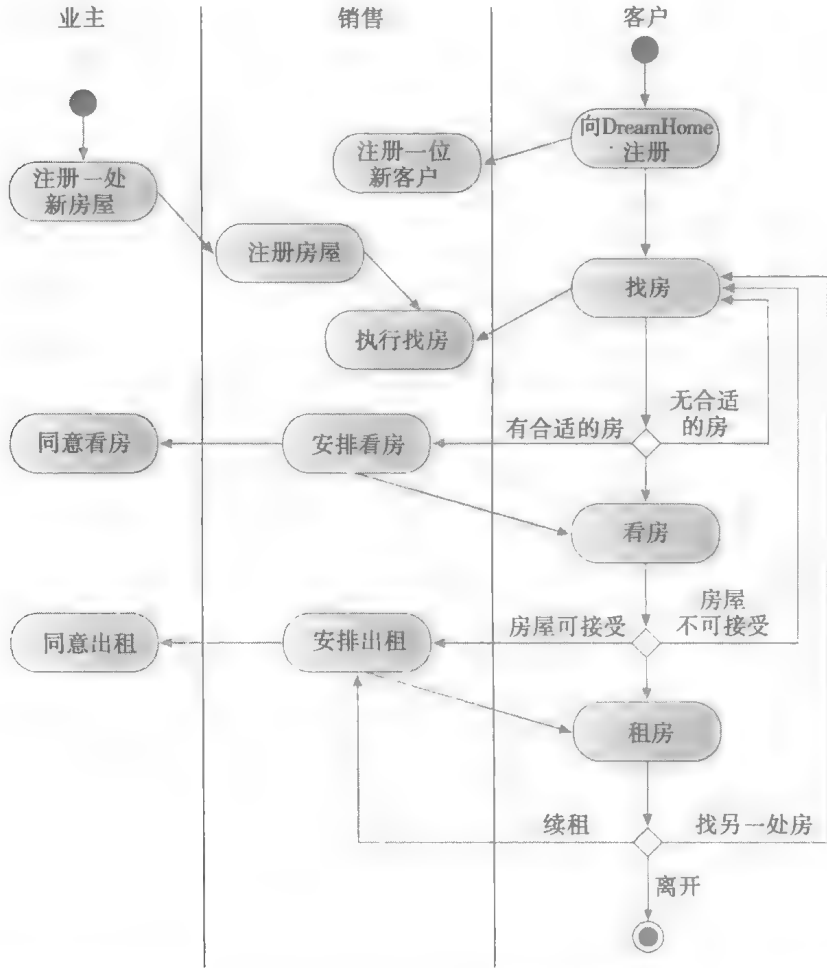 业主
销售
客户
向DreamHome
注册
注册一位
新客户
注册一处
新房屋
注册房屋
找房
执行找房
无合适
的房
有合适的房
同意看房
安排看房
看房
房屋
不可接受
房屋可接受
同意出租
安排出租
租房
续租
找另一处房
离开